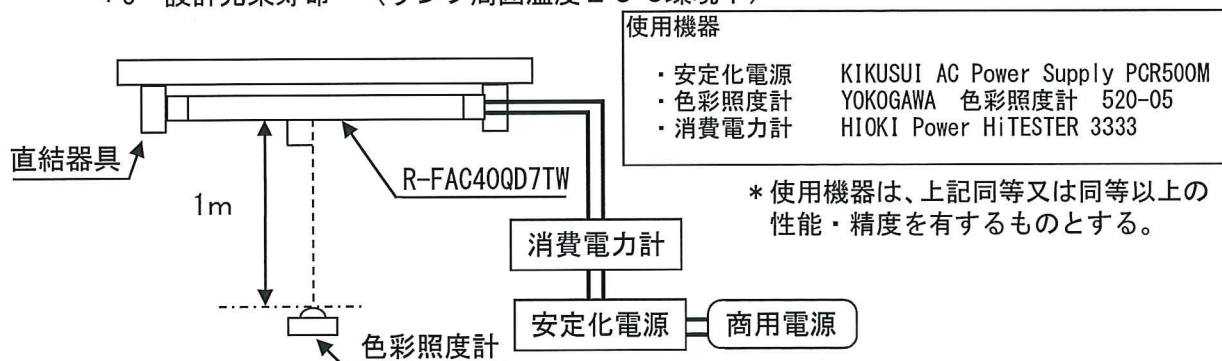 使用機器
・安定化電源 KIKUSUI AC Power Supply PCR500M
・色彩照度計 YOKOGAWA 色彩照度計 520-05
・消費電力計 HIOKI Power HiTESTER 3333
直結器具
R-FAC40QD7TW
1m
＊使用機器は、上記同等又は同等以上の
性能・精度を有するものとする。
消費電力計
安定化電源
商用電源
色彩照度計